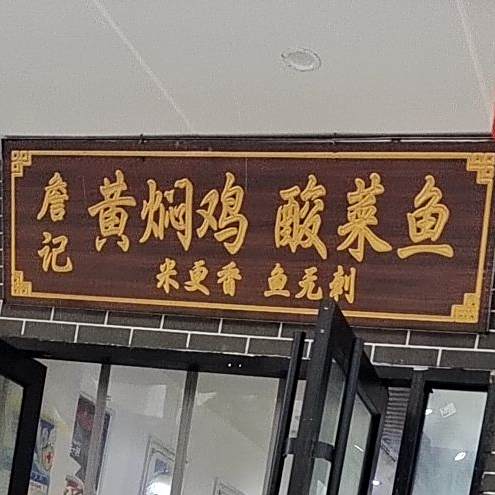 詹记
黄焖鸡 酸菜鱼
米更香 鱼无刺